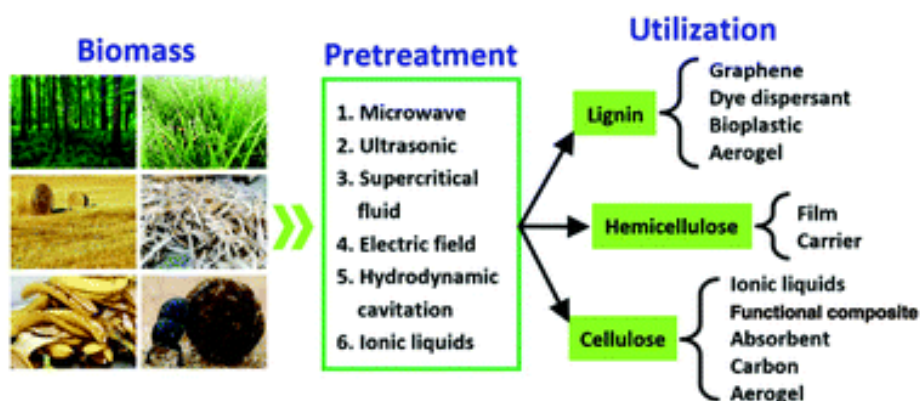 Biomass
Pretreatment
1. Microwave
2. Ultrasonic
3. Supercritical
fluid
4. Electric field
5. Hydrodynamic
cavitation
6. Ionic liquids
Utilization
Lignin
Graphene
Dye dispersant
Bioplastic
Aerogel
Hemicellulose
Film
Carrier
Cellulose
Ionic liquids
Functional composite
Absorbent
Carbon
Aerogel